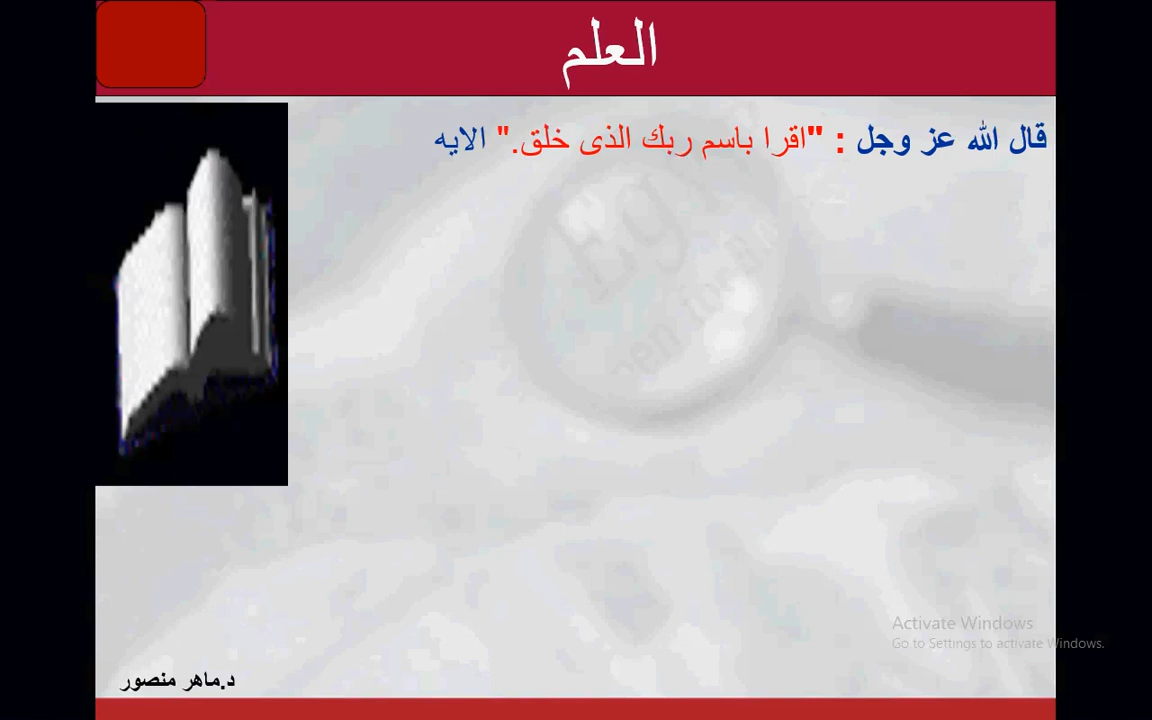 العلم
قال الله عز وجل : "اقرا باسم ربك الذى خلق." الايه
Activate Windows
Go to Settings to activate Windows.
د.ماهر منصور